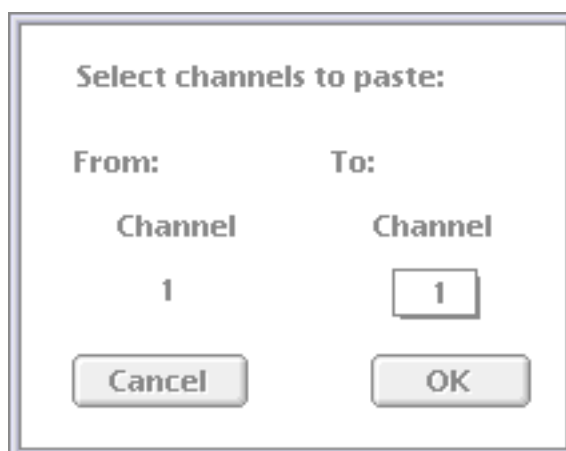 Select channels to paste:
From: To:
Channel Channel
1 1
Cancel OK